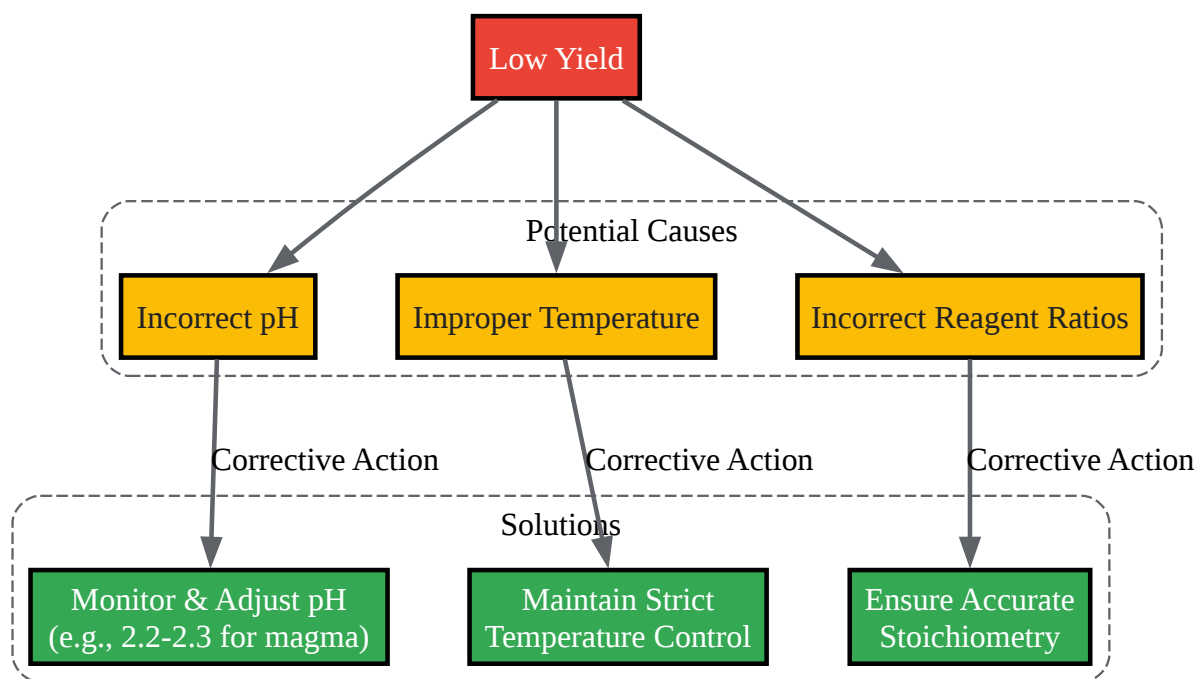 Low Yield
Potential Causes
Incorrect pH
Improper Temperature
Incorrect Reagent Ratios
Corrective Action
Corrective Action
Corrective Action
Solutions
Monitor & Adjust pH
(e.g., 2.2-2.3 for magma)
Maintain Strict
Temperature Control
Ensure Accurate
Stoichiometry